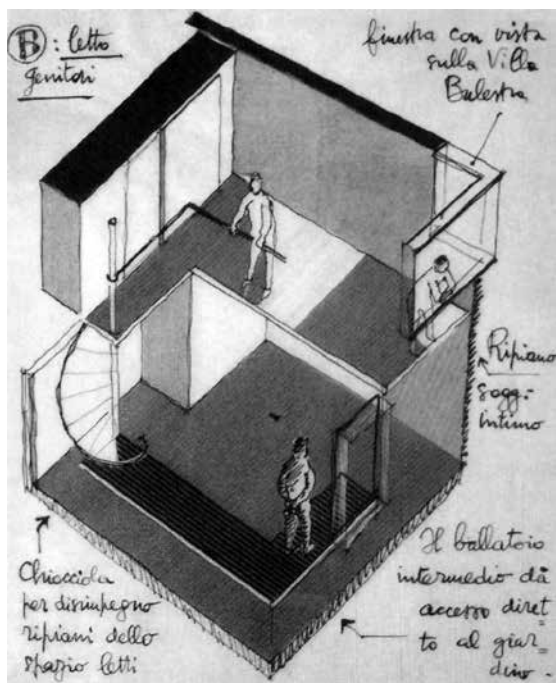 B : letto
genitori
finestra con vista
sulla Villa
Balestra
Ripiano
sogg.
intimo
Chiocciola
per disimpegno
ripiani dello
spazio letti
Il ballatoio
intermedio dà
accesso diret=
to al giar=
dino.